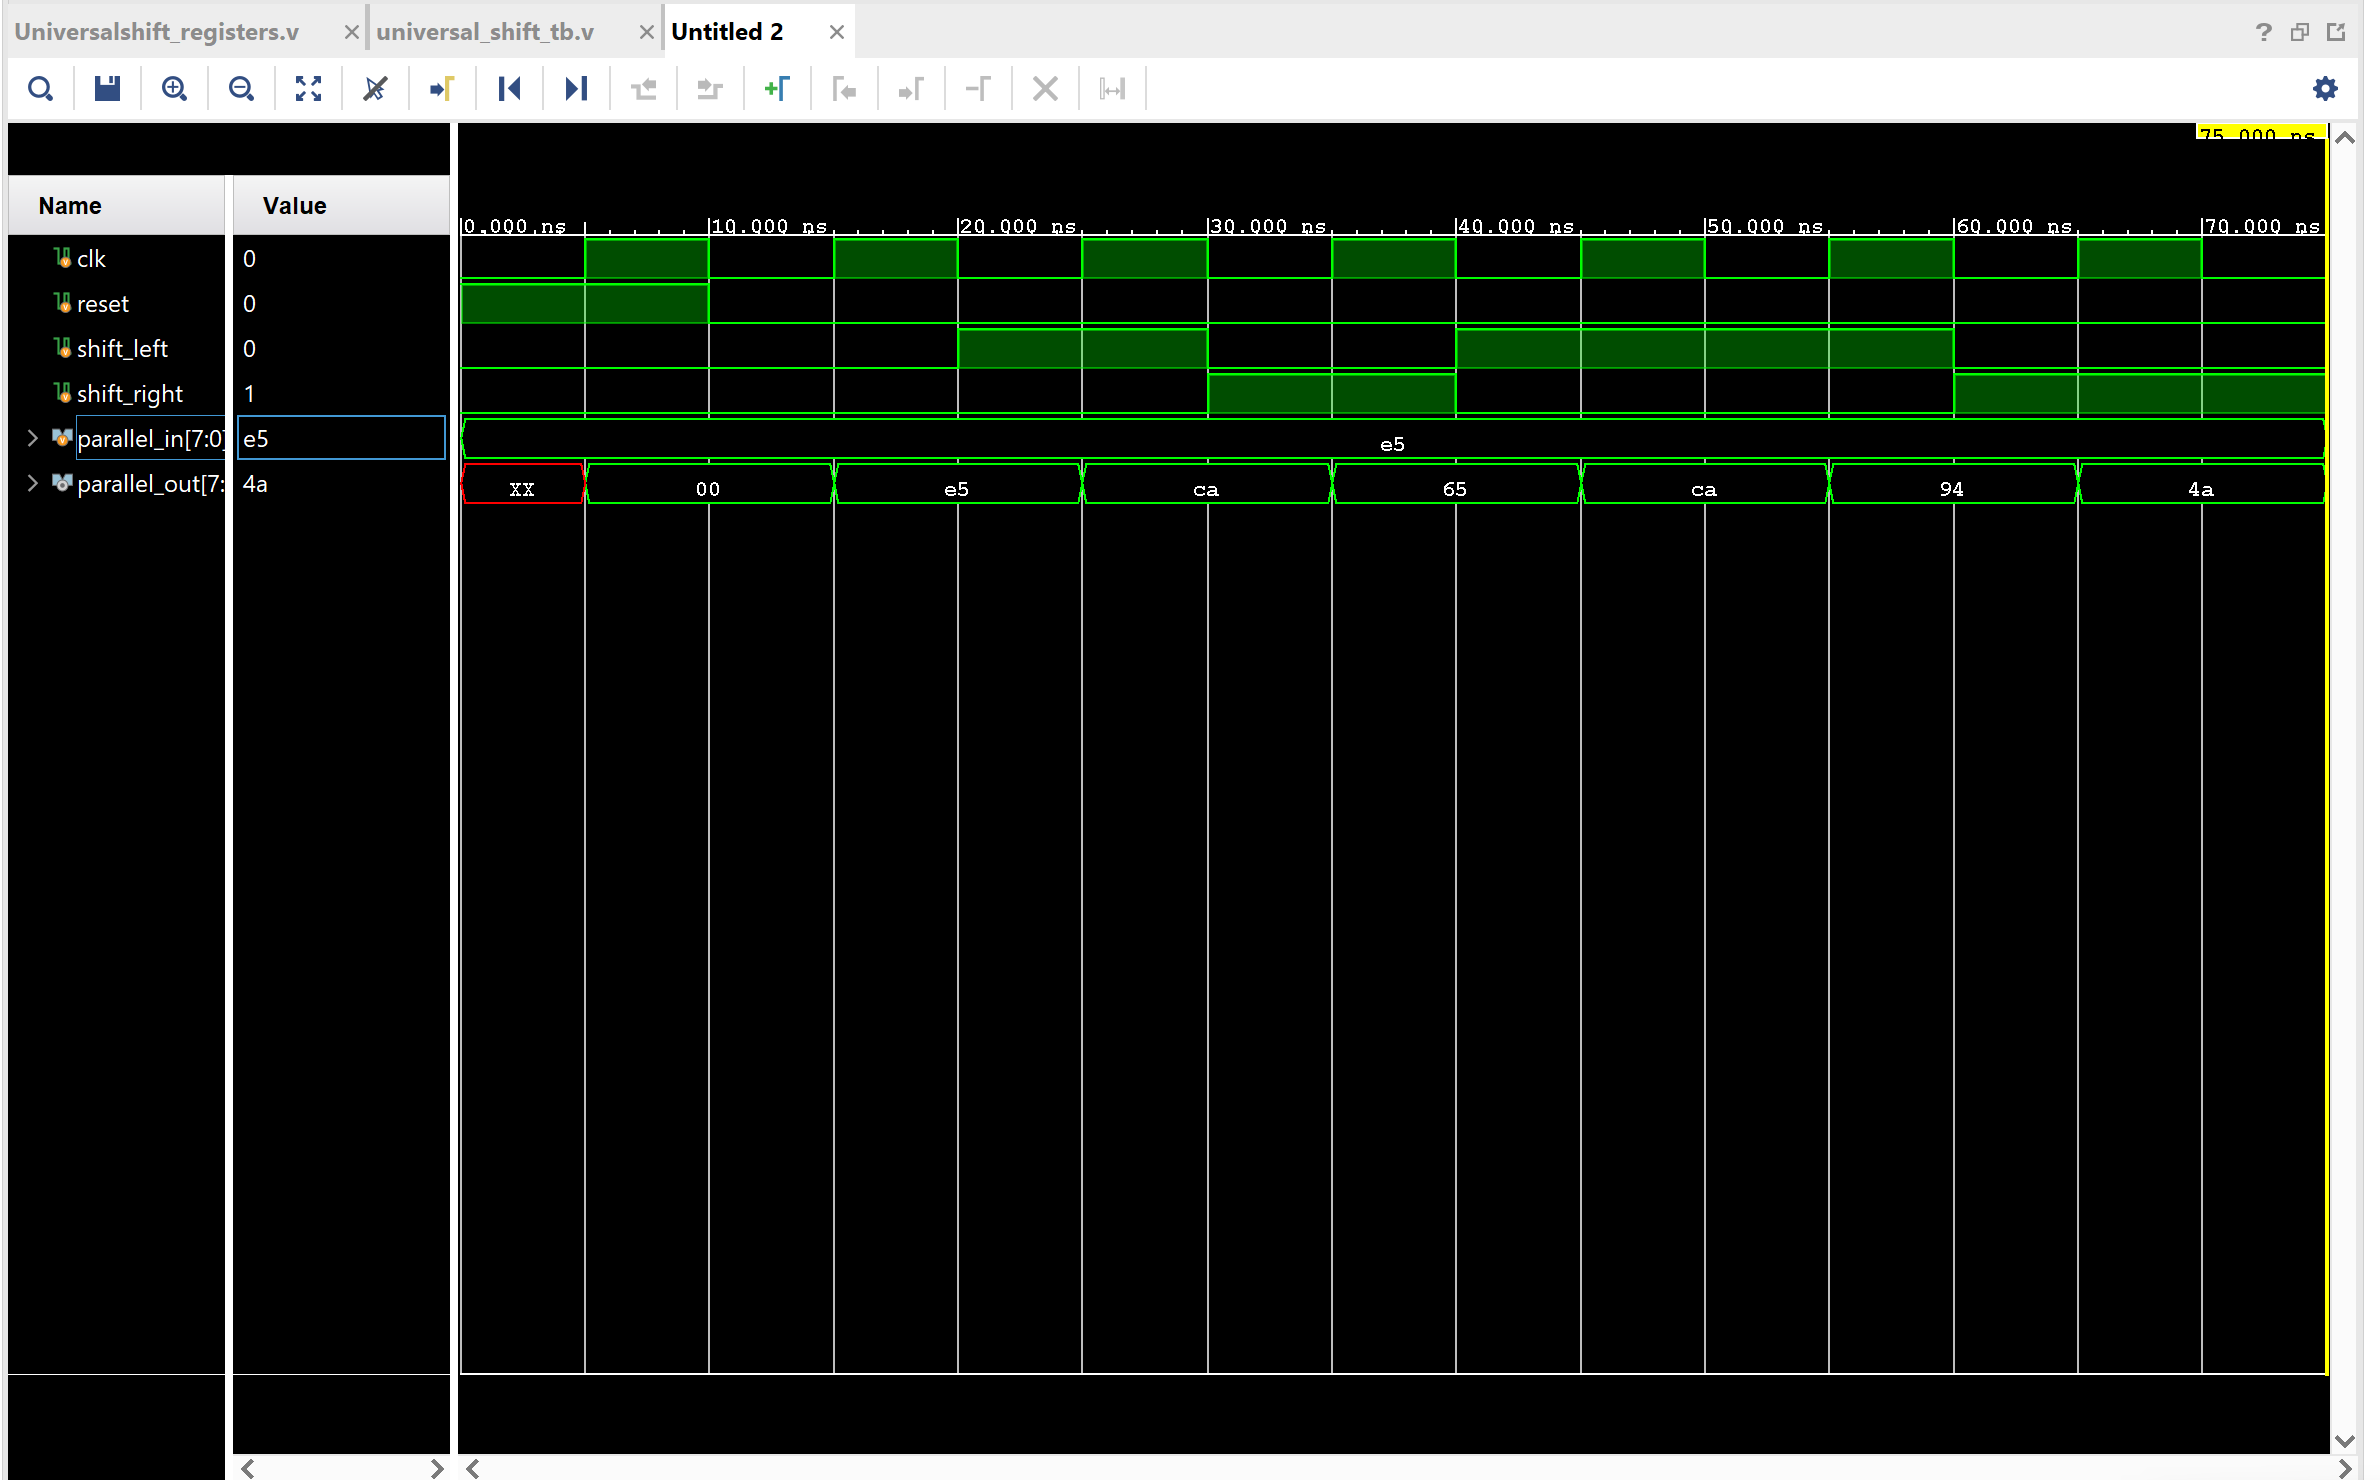 Universalshift_registers.v universal_shift_tb.v Untitled 2
75.000 ns
Name Value
0.000 ns 10.000 ns 20.000 ns 30.000 ns 40.000 ns 50.000 ns 60.000 ns 70.000 ns
clk 0
reset 0
shift_left 0
shift_right 1
parallel_in[7:0] e5 e5
parallel_out[7: 4a XX 00 e5 ca 65 ca 94 4a